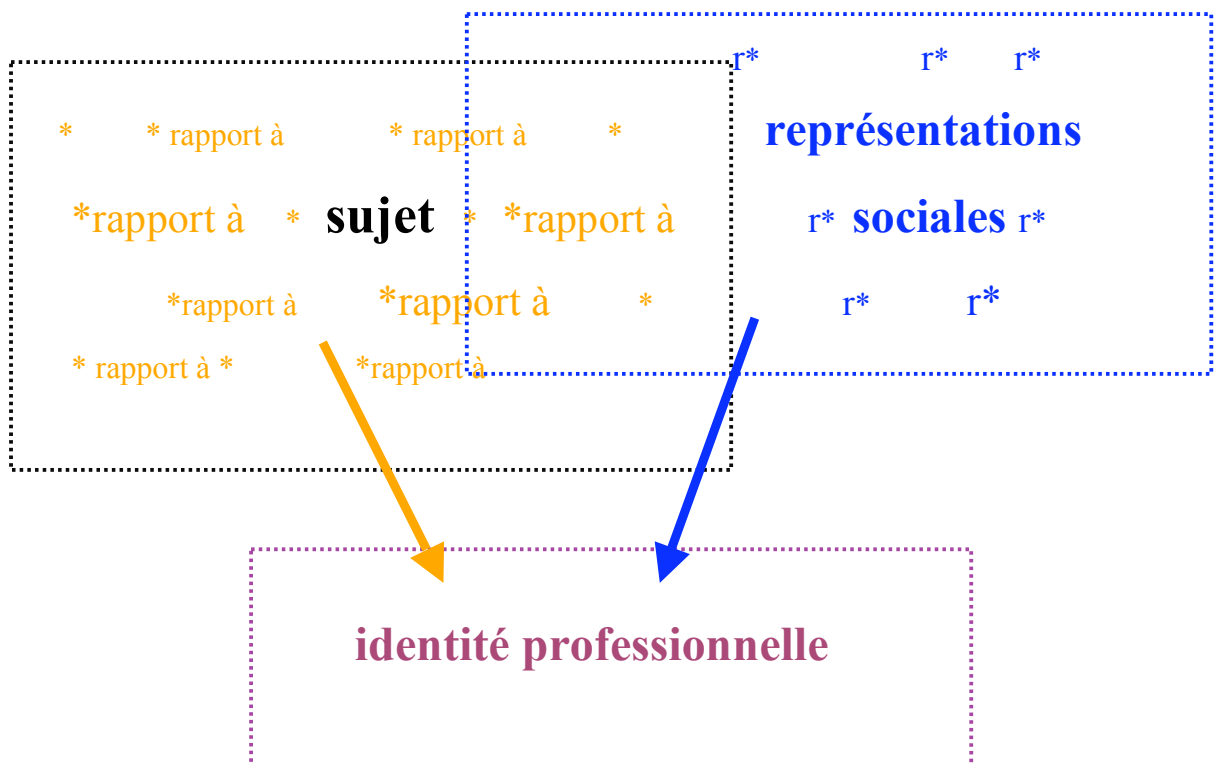 r* r* r*
* * rapport à * rapport à * représentations
*rapport à * sujet * *rapport à r* sociales r*
*rapport à *rapport à * r* r*
* rapport à * *rapport à
identité professionnelle